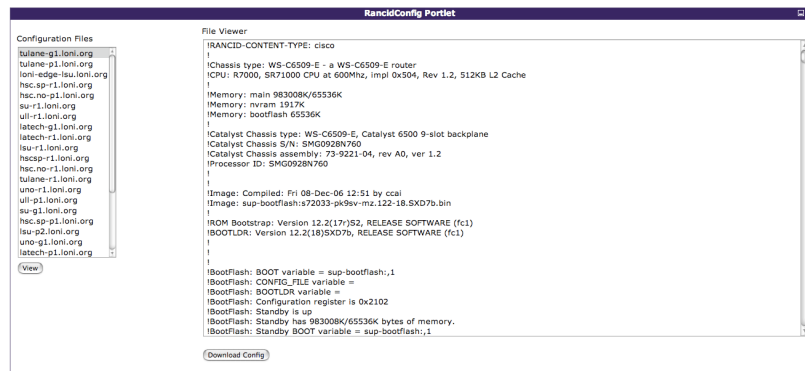 RancidConfig Portlet
Configuration Files
tulane-g1.loni.org
tulane-p1.loni.org
loni-edge-lsu.loni.org
hsc.sp-r1.loni.org
hsc.no-p1.loni.org
su-r1.loni.org
ull-r1.loni.org
latech-g1.loni.org
latech-r1.loni.org
lsu-r1.loni.org
hscsp-r1.loni.org
hsc.no-r1.loni.org
tulane-r1.loni.org
uno-r1.loni.org
ull-p1.loni.org
su-g1.loni.org
hsc.sp-p1.loni.org
lsu-p2.loni.org
uno-g1.loni.org
latech-p1.loni.org
View
File Viewer
!RANCID-CONTENT-TYPE: cisco
!
!Chassis type: WS-C6509-E - a WS-C6509-E router
!CPU: R7000, SR71000 CPU at 600Mhz, impl 0x504, Rev 1.2, 512KB L2 Cache
!
!Memory: main 983008K/65536K
!Memory: nvram 1917K
!Memory: bootflash 65536K
!
!Catalyst Chassis type: WS-C6509-E, Catalyst 6500 9-slot backplane
!Catalyst Chassis S/N: SMG0928N760
!Catalyst Chassis assembly: 73-9221-04, rev A0, ver 1.2
!Processor ID: SMG0928N760
!
!
!Image: Compiled: Fri 08-Dec-06 12:51 by ccai
!Image: sup-bootflash:s72033-pk9sv-mz.122-18.SXD7b.bin
!
!ROM Bootstrap: Version 12.2(17r)S2, RELEASE SOFTWARE (fc1)
!BOOTLDR: Version 12.2(18)SXD7b, RELEASE SOFTWARE (fc1)
!
!
!
!BootFlash: BOOT variable = sup-bootflash:,1
!BootFlash: CONFIG_FILE variable =
!BootFlash: BOOTLDR variable =
!BootFlash: Configuration register is 0x2102
!BootFlash: Standby is up
!BootFlash: Standby has 983008K/65536K bytes of memory.
!BootFlash: Standby BOOT variable = sup-bootflash:,1
Download Config